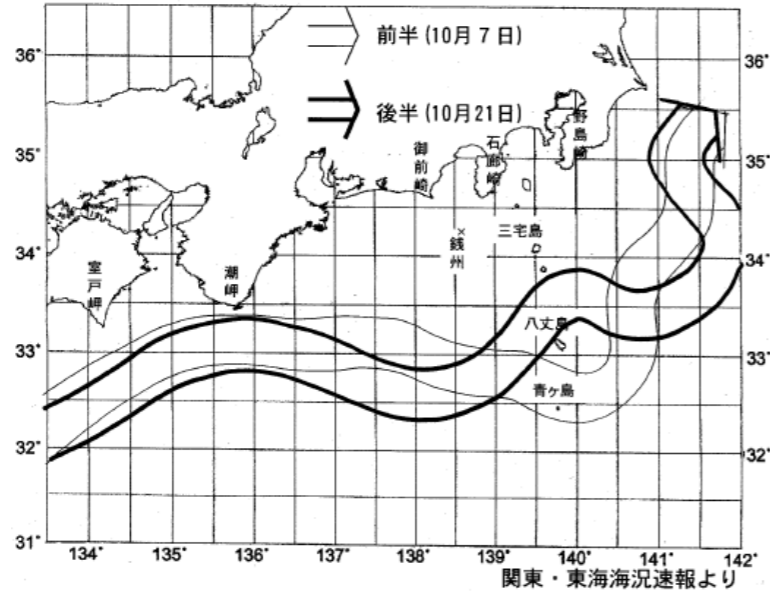 前半(10月7日)
後半(10月21日)
36°
35°
34°
33°
32°
31°
36°
35°
34°
33°
32°
室戸岬
潮岬
御前崎
石廊崎
野島崎
銭州
三宅島
八丈島
青ヶ島
134°
135°
136°
137°
138°
139°
140°
141°
142°
関東・東海海況速報より